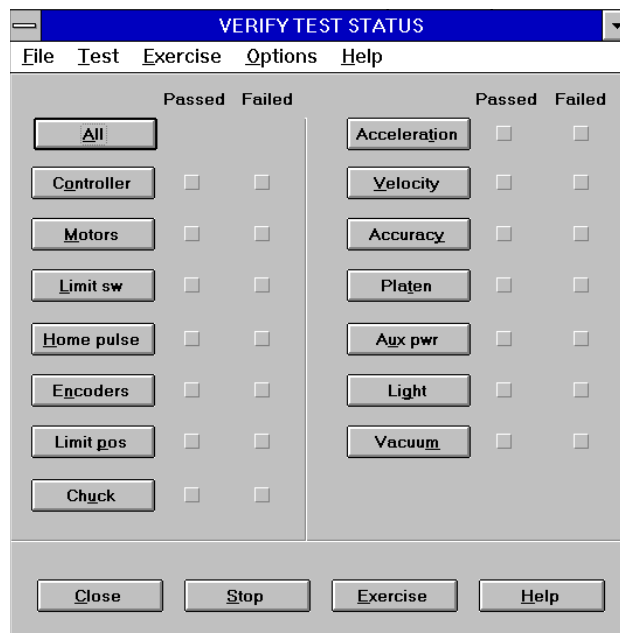 VERIFY TEST STATUS
File Test Exercise Options Help
Passed Failed
All
Controller
Motors
Limit sw
Home pulse
Encoders
Limit pos
Chuck
Passed Failed
Acceleration
Velocity
Accuracy
Platen
Aux pwr
Light
Vacuum
Close Stop Exercise Help